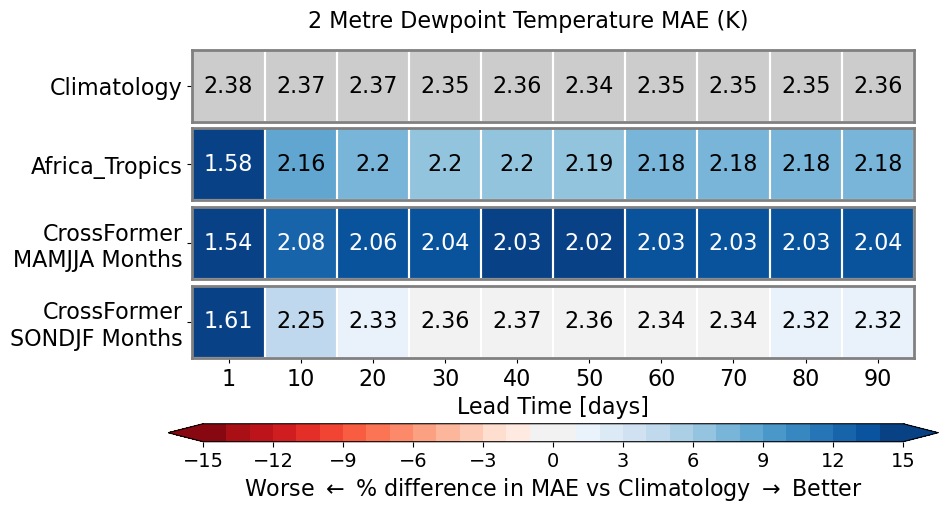 2 Metre Dewpoint Temperature MAE (K)
Climatology 2.38 2.37 2.37 2.35 2.36 2.34 2.35 2.35 2.35 2.36
Africa_Tropics 1.58 2.16 2.2 2.2 2.2 2.19 2.18 2.18 2.18 2.18
CrossFormer
MAMJJA Months 1.54 2.08 2.06 2.04 2.03 2.02 2.03 2.03 2.03 2.04
CrossFormer
SONDJF Months 1.61 2.25 2.33 2.36 2.37 2.36 2.34 2.34 2.32 2.32
1 10 20 30 40 50 60 70 80 90
Lead Time [days]
−15 −12 −9 −6 −3 0 3 6 9 12 15
Worse ← % difference in MAE vs Climatology → Better